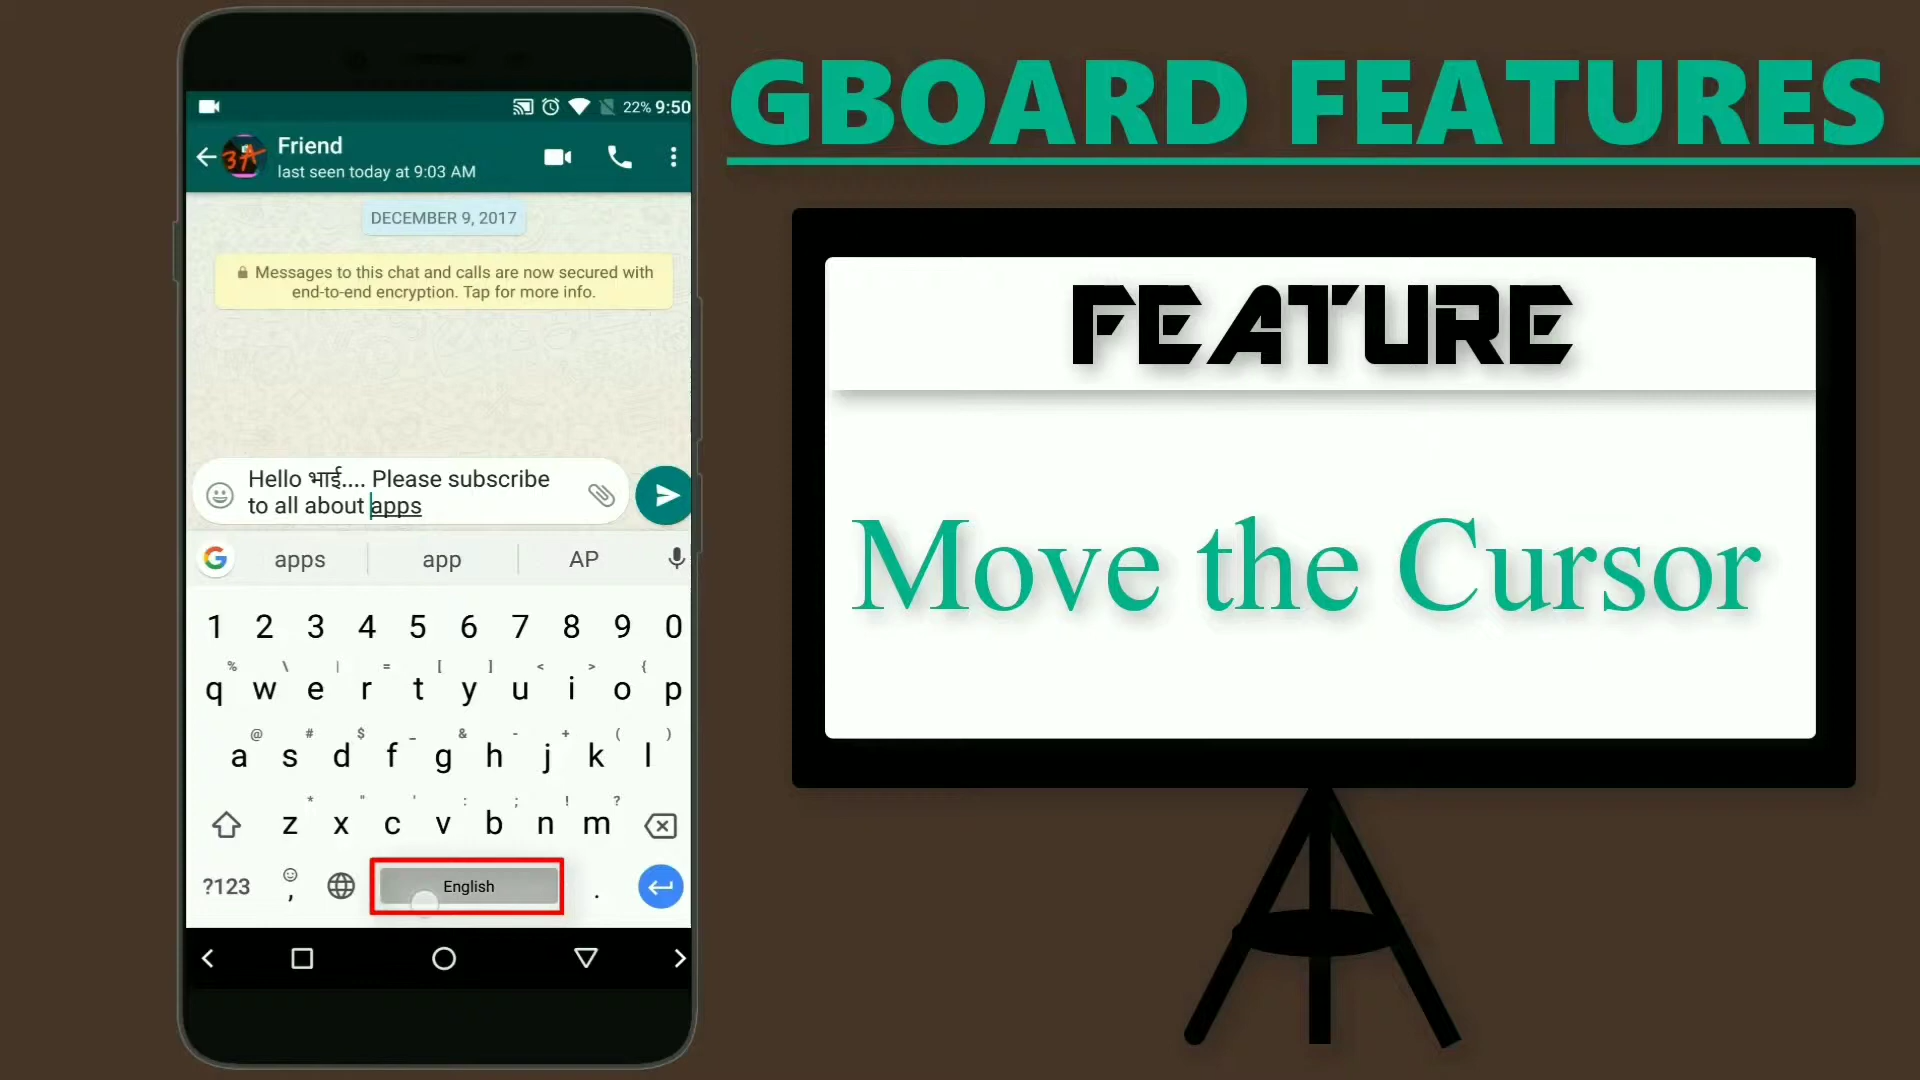 GBOARD FEATURES
22% 9:50
Friend
last seen today at 9:03 AM
DECEMBER 9, 2017
Messages to this chat and calls are now secured with
end-to-end encryption. Tap for more info.
Hello भाई.... Please subscribe
to all about apps
apps app AP
1 2 3 4 5 6 7 8 9 0
% \ | = [ ] < > {
q w e r t y u i o p
@ # $ _ & - + ( )
a s d f g h j k l
* " ' : ; ! ?
z x c v b n m
?123 , English .
FEATURE
Move the Cursor